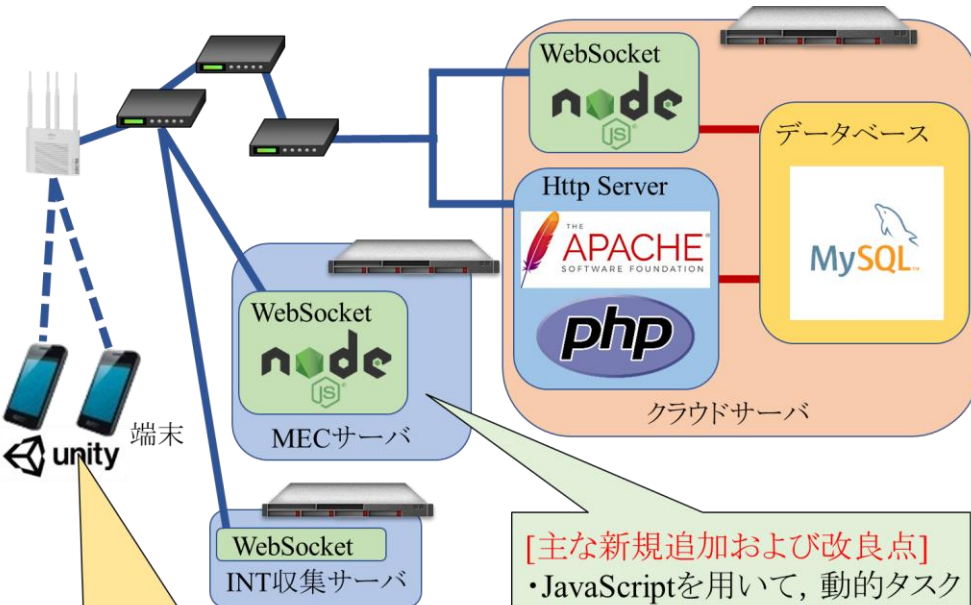 WebSocket
node
JS
データベース
Http Server
THE
APACHE
SOFTWARE FOUNDATION
MySQL
php
WebSocket
node
JS
クラウドサーバ
端末
unity
MECサーバ
WebSocket
INT収集サーバ
[主な新規追加および改良点]
・JavaScriptを用いて, 動的タスク